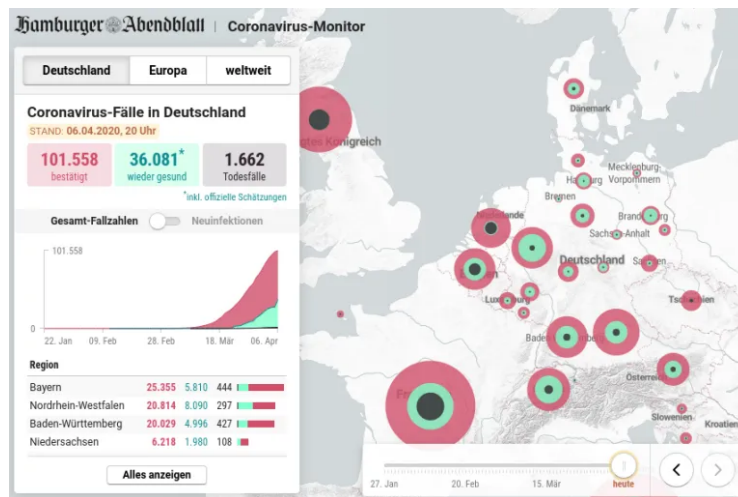 Hamburger Abendblatt | Coronavirus-Monitor
Deutschland Europa weltweit
Coronavirus-Fälle in Deutschland
STAND: 06.04.2020, 20 Uhr
101.558 36.081* 1.662
bestätigt wieder gesund Todesfälle
*inkl. offizielle Schätzungen
Gesamt-Fallzahlen Neuinfektionen
101.558
0
22. Jan 09. Feb 28. Feb 18. Mär 06. Apr
Region
Bayern 25.355 5.810 444
Nordrhein-Westfalen 20.814 8.090 297
Baden-Württemberg 20.029 4.996 427
Niedersachsen 6.218 1.980 108
Alles anzeigen
Dänemark
Königreich
Mecklenburg-
Vorpommern
Hamburg
Bremen
Niederlande
Brandenburg
Sachsen-Anhalt
Deutschland
Sachsen
Luxemburg
Tschechien
Baden
Österreich
Slowenien
Kroatien
27. Jan 20. Feb 15. Mär heute